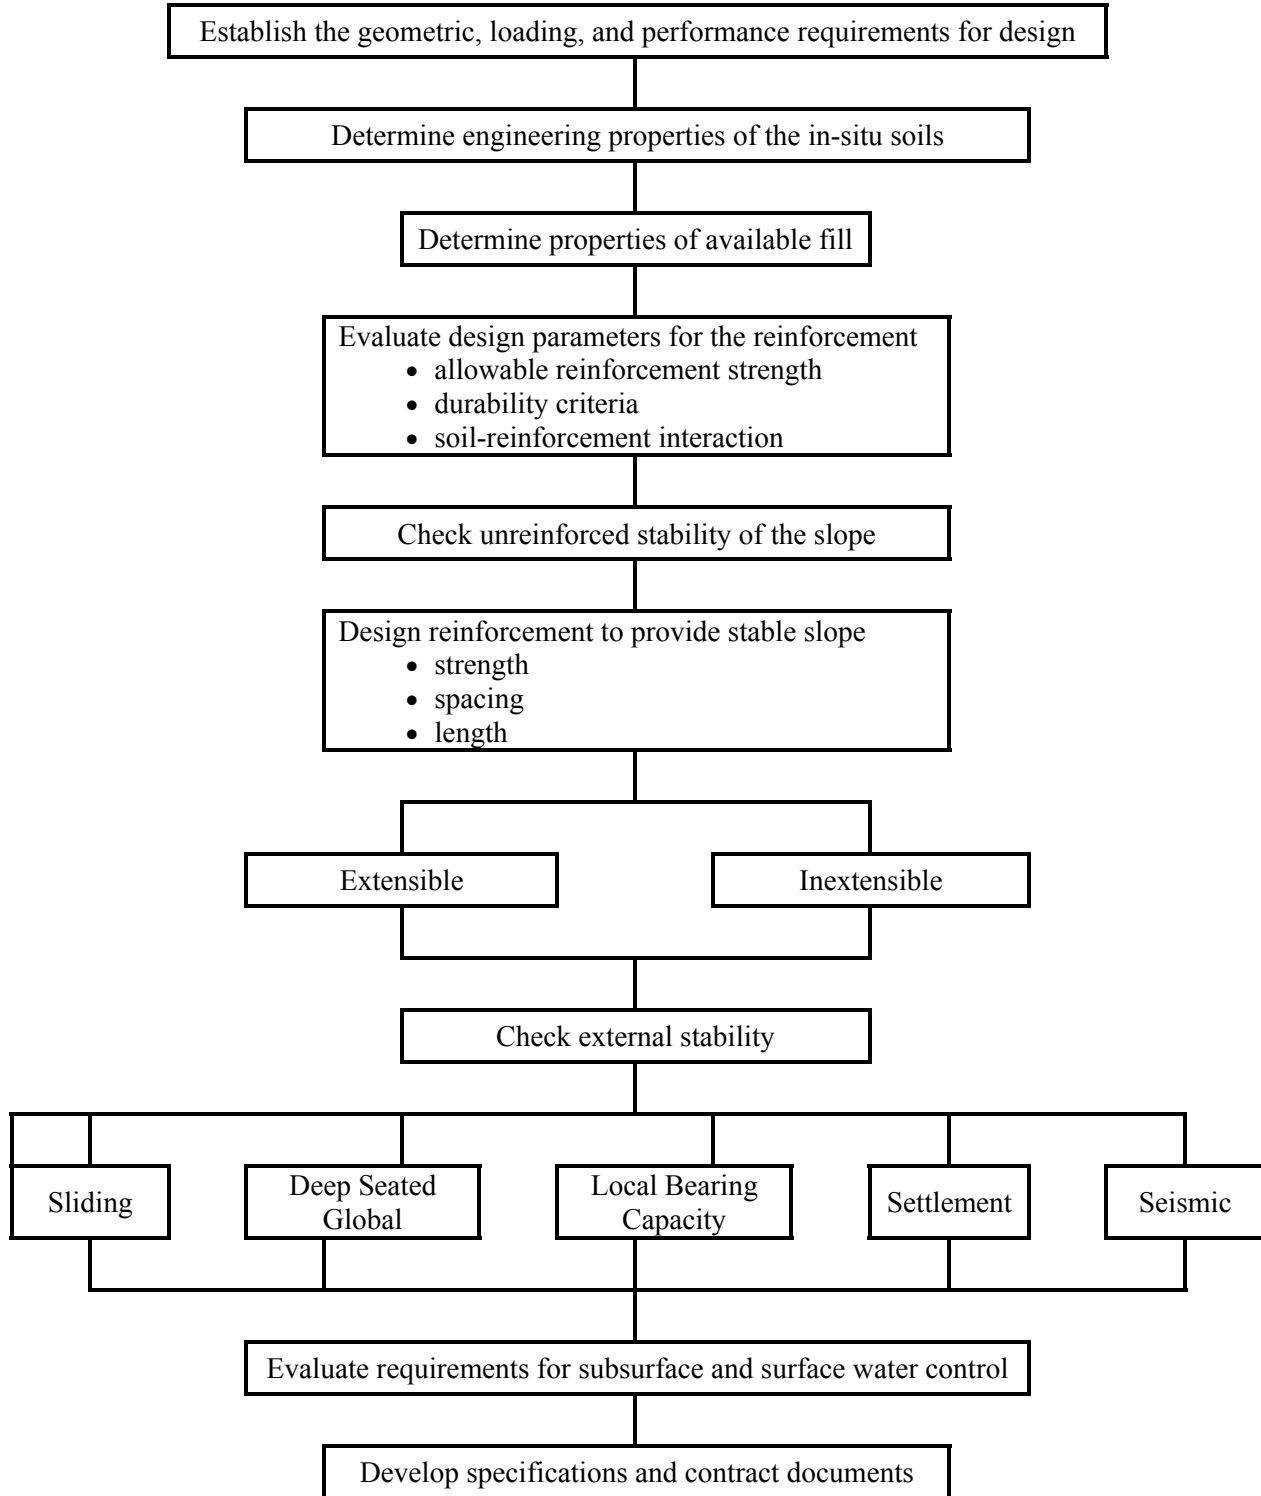 Establish the geometric, loading, and performance requirements for design
Determine engineering properties of the in-situ soils
Determine properties of available fill
Evaluate design parameters for the reinforcement
• allowable reinforcement strength
• durability criteria
• soil-reinforcement interaction
Check unreinforced stability of the slope
Design reinforcement to provide stable slope
• strength
• spacing
• length
Extensible
Inextensible
Check external stability
Sliding
Deep Seated
Global
Local Bearing
Capacity
Settlement
Seismic
Evaluate requirements for subsurface and surface water control
Develop specifications and contract documents